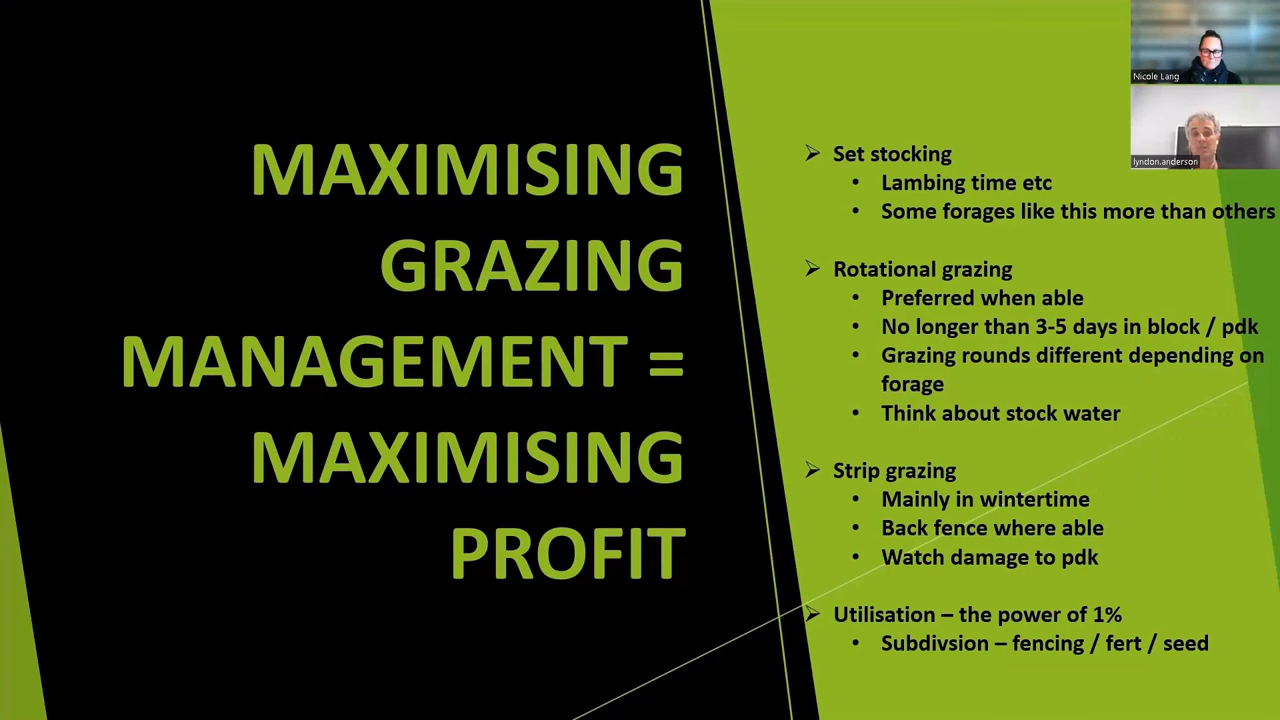 MAXIMISING
GRAZING
MANAGEMENT =
MAXIMISING
PROFIT
Set stocking
Lambing time etc
Some forages like this more than others
Rotational grazing
Preferred when able
No longer than 3-5 days in block / pdk
Grazing rounds different depending on
forage
Think about stock water
Strip grazing
Mainly in wintertime
Back fence where able
Watch damage to pdk
Utilisation – the power of 1%
Subdivsion – fencing / fert / seed
Nicole Lang
lyndon.anderson